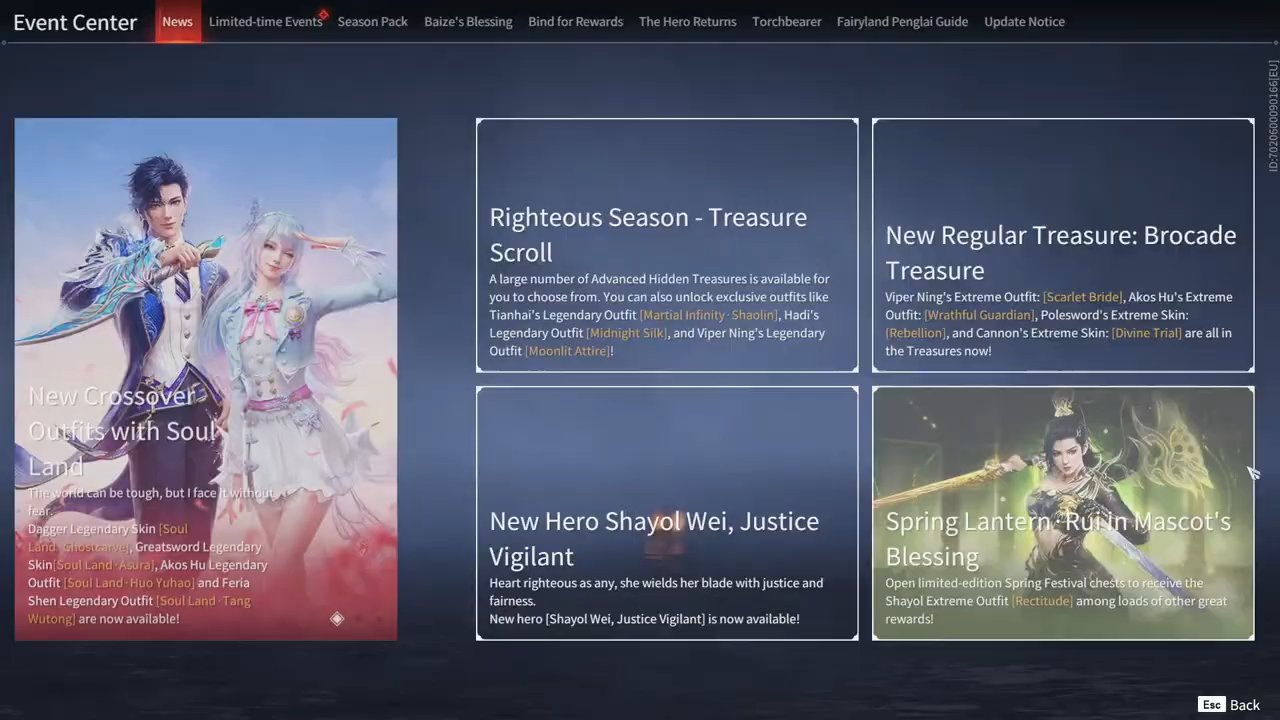 Event Center
News
Limited-time Events
Season Pack
Baize's Blessing
Bind for Rewards
The Hero Returns
Torchbearer
Fairyland Penglai Guide
Update Notice
ID:7020600090166[EU]
New Crossover
Outfits with Soul
Land
The world can be tough, but I face it without
fear.
Dagger Legendary Skin [Soul
Land·Ghostcarve], Greatsword Legendary
Skin[Soul Land·Asura], Akos Hu Legendary
Outfit [Soul Land·Huo Yuhao] and Feria
Shen Legendary Outfit [Soul Land·Tang
Wutong] are now available!
Righteous Season - Treasure
Scroll
A large number of Advanced Hidden Treasures is available for
you to choose from. You can also unlock exclusive outfits like
Tianhai's Legendary Outfit [Martial Infinity·Shaolin], Hadi's
Legendary Outfit [Midnight Silk], and Viper Ning's Legendary
Outfit [Moonlit Attire]!
New Regular Treasure: Brocade
Treasure
Viper Ning's Extreme Outfit: [Scarlet Bride], Akos Hu's Extreme
Outfit: [Wrathful Guardian], Polesword's Extreme Skin:
[Rebellion], and Cannon's Extreme Skin: [Divine Trial] are all in
the Treasures now!
New Hero Shayol Wei, Justice
Vigilant
Heart righteous as any, she wields her blade with justice and
fairness.
New hero [Shayol Wei, Justice Vigilant] is now available!
Spring Lantern·Rui in Mascot's
Blessing
Open limited-edition Spring Festival chests to receive the
Shayol Extreme Outfit [Rectitude] among loads of other great
rewards!
Esc Back